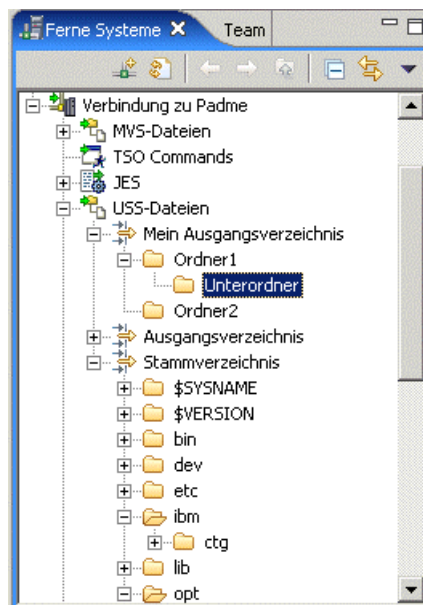 Ferne Systeme Team
Verbindung zu Padme
MVS-Dateien
TSO Commands
JES
USS-Dateien
Mein Ausgangsverzeichnis
Ordner1
Unterordner
Ordner2
Ausgangsverzeichnis
Stammverzeichnis
$SYSNAME
$VERSION
bin
dev
etc
ibm
ctg
lib
opt